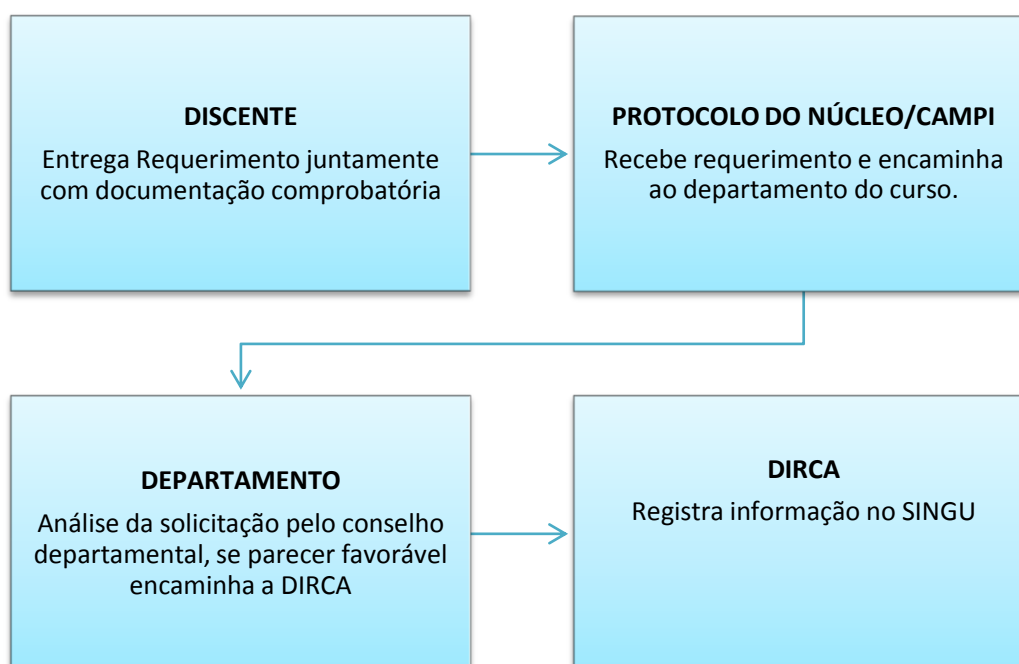 DISCENTE
Entrega Requerimento juntamente
com documentação comprobatória
PROTOCOLO DO NÚCLEO/CAMPI
Recebe requerimento e encaminha
ao departamento do curso.
DEPARTAMENTO
Análise da solicitação pelo conselho
departamental, se parecer favorável
encaminha a DIRCA
DIRCA
Registra informação no SINGU